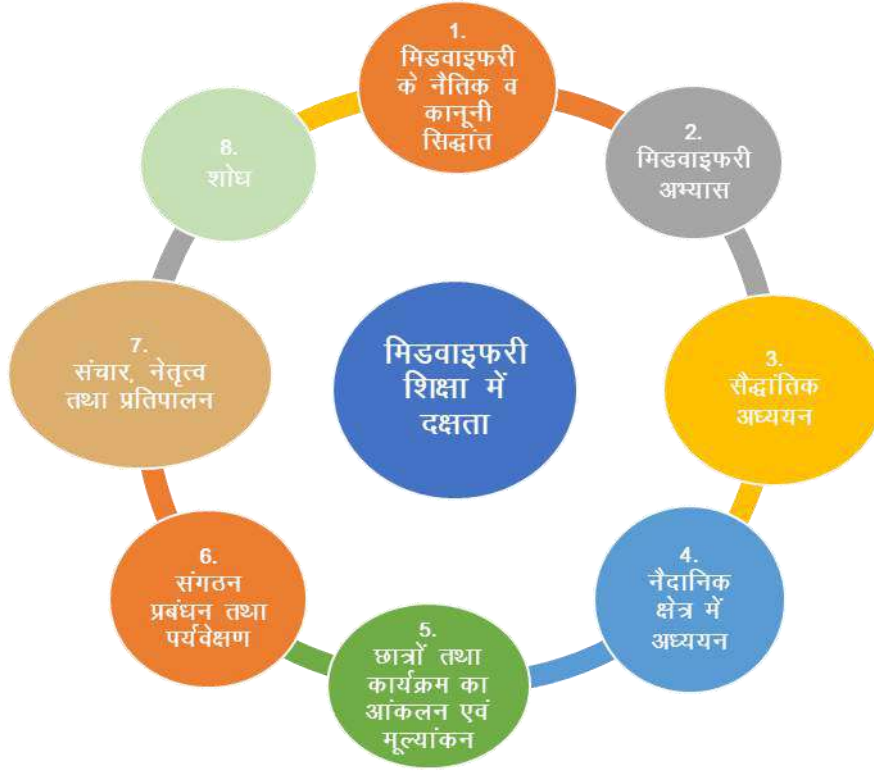 1.
मिडवाइफरी
के नैतिक व
कानूनी
सिद्धांत
2.
मिडवाइफरी
अभ्यास
3.
सैद्धांतिक
अध्ययन
4.
नैदानिक
क्षेत्र में
अध्ययन
5.
छात्रों तथा
कार्यक्रम का
आंकलन एवं
मूल्यांकन
6.
संगठन
प्रबंधन तथा
पर्यवेक्षण
7.
संचार, नेतृत्व
तथा प्रतिपालन
8.
शोध
मिडवाइफरी
शिक्षा में
दक्षता